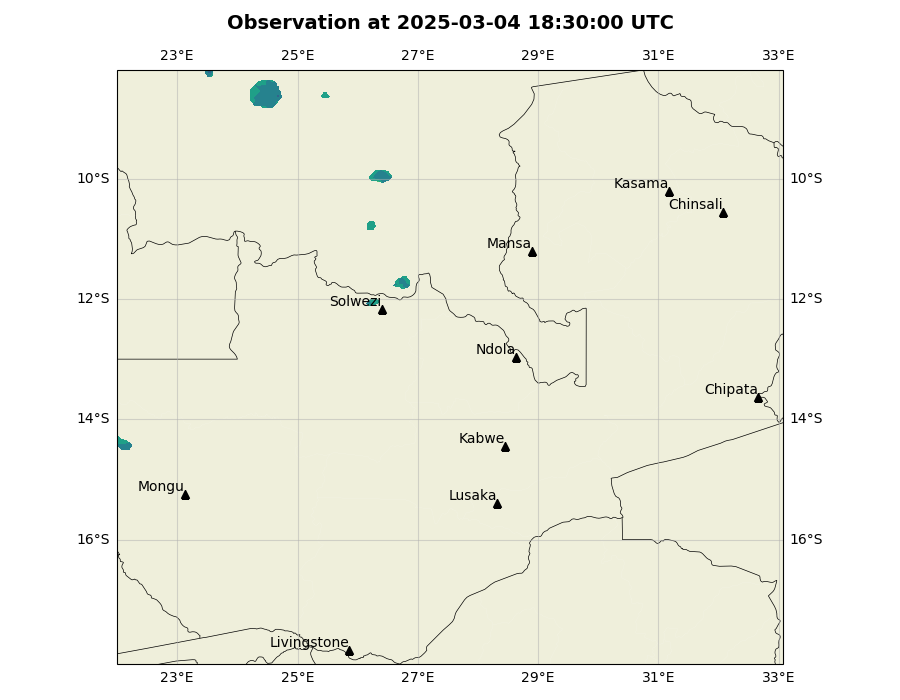 Observation at 2025-03-04 18:30:00 UTC
23°E 25°E 27°E 29°E 31°E 33°E
10°S 10°S
Kasama
Chinsali
Mansa
12°S 12°S
Solwezi
Ndola
Chipata
14°S 14°S
Kabwe
Mongu
Lusaka
16°S 16°S
Livingstone
23°E 25°E 27°E 29°E 31°E 33°E